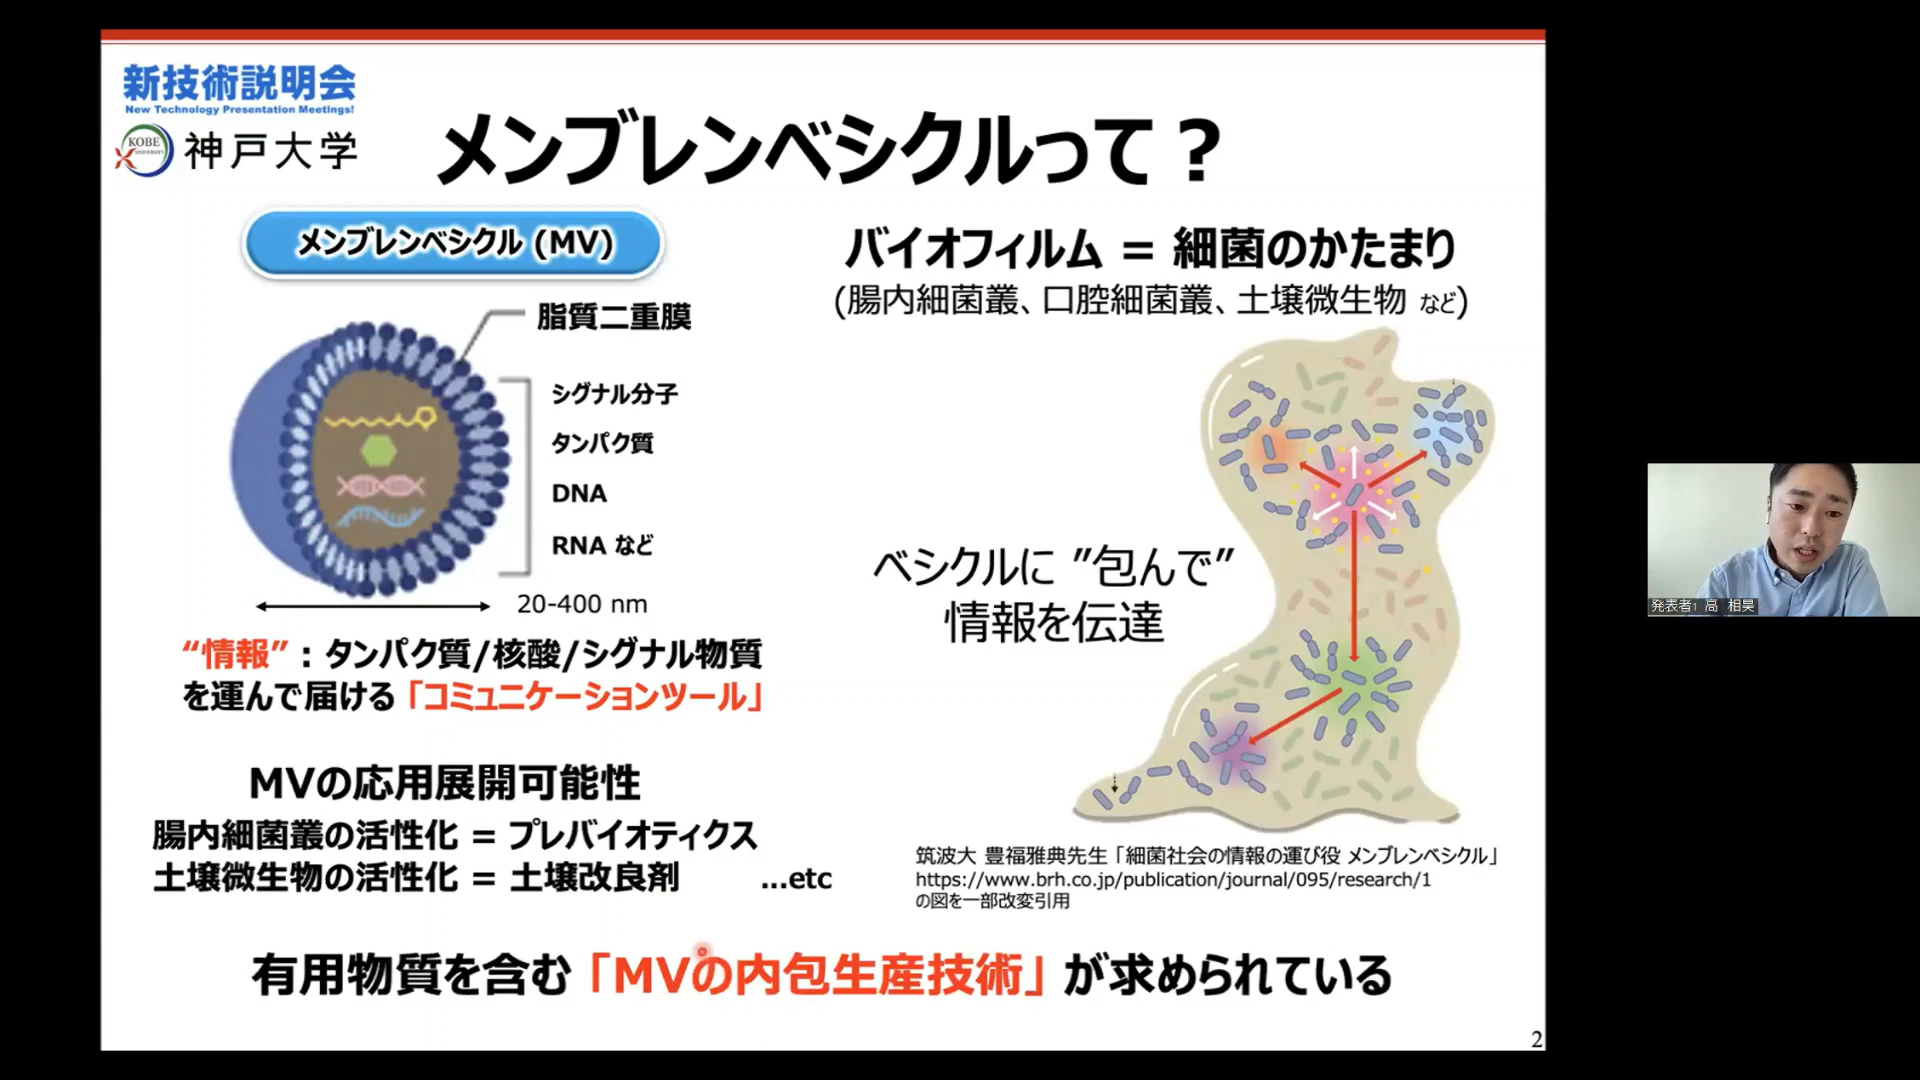 新技術説明会
New Technology Presentation Meetings!
KOBE
UNIVERSITY
神戸大学
メンブレンベシクルって？
メンブレンベシクル (MV)
脂質二重膜
シグナル分子
タンパク質
DNA
RNA など
20-400 nm
“情報” : タンパク質/核酸/シグナル物質
を運んで届ける「コミュニケーションツール」
MVの応用展開可能性
腸内細菌叢の活性化 = プレバイオティクス
土壌微生物の活性化 = 土壌改良剤 ...etc
バイオフィルム = 細菌のかたまり
(腸内細菌叢、口腔細菌叢、土壌微生物 など)
ベシクルに ”包んで”
情報を伝達
筑波大 豊福雅典先生「細菌社会の情報の運び役 メンブレンベシクル」
https://www.brh.co.jp/publication/journal/095/research/1
の図を一部改変引用
有用物質を含む「MVの内包生産技術」が求められている
2
発表者1 高 相昊